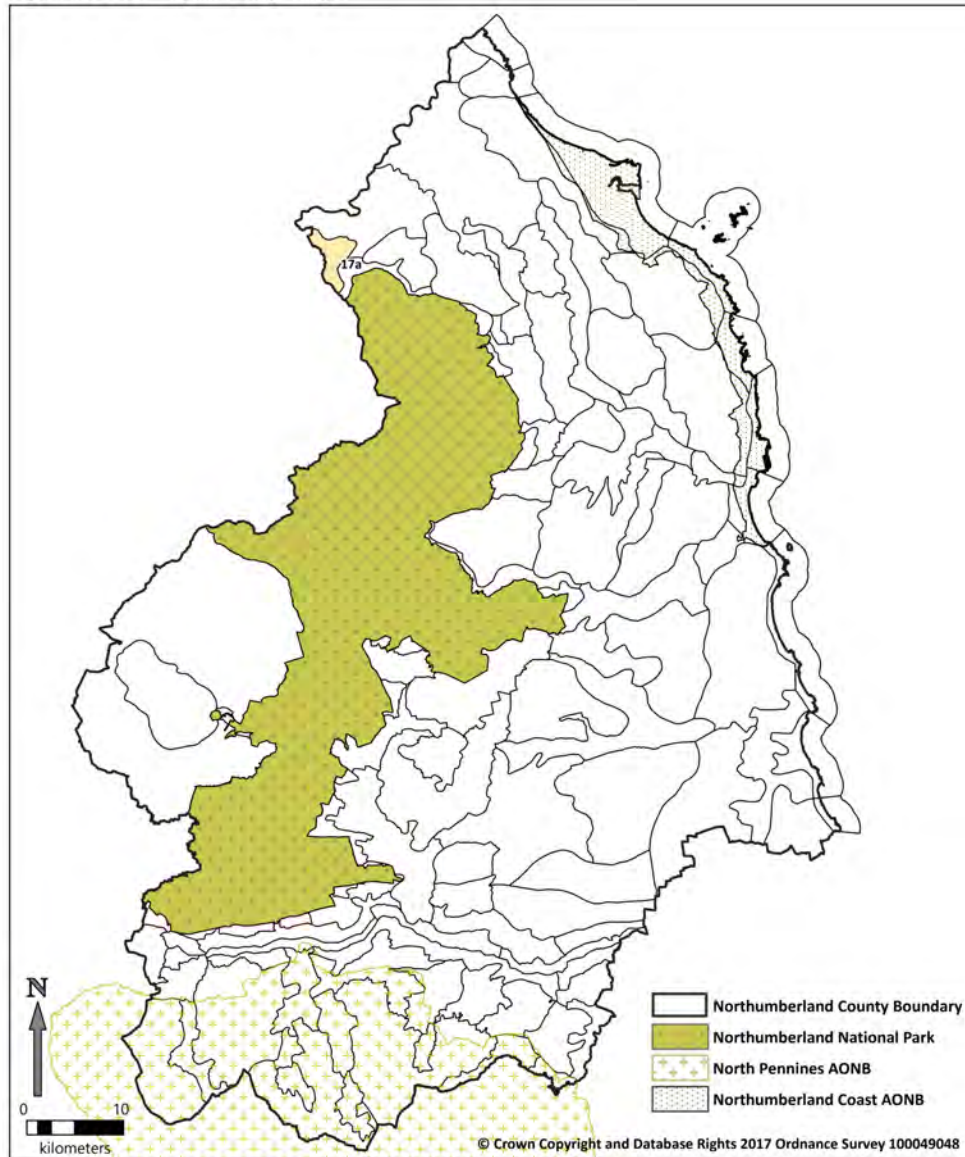 17a
Northumberland County Boundary
Northumberland National Park
North Pennines AONB
Northumberland Coast AONB
N
0 10
kilometers
© Crown Copyright and Database Rights 2017 Ordnance Survey 100049048